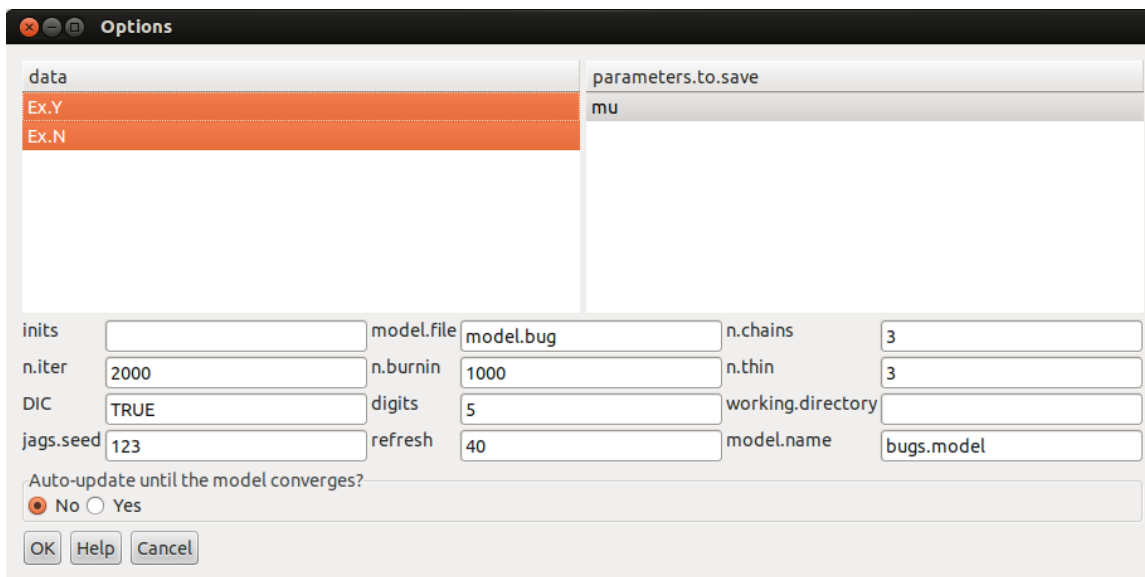 Options
data parameters.to.save
Ex.Y mu
Ex.N
inits model.file model.bug n.chains 3
n.iter 2000 n.burnin 1000 n.thin 3
DIC TRUE digits 5 working.directory
jags.seed 123 refresh 40 model.name bugs.model
Auto-update until the model converges?
No Yes
OK Help Cancel